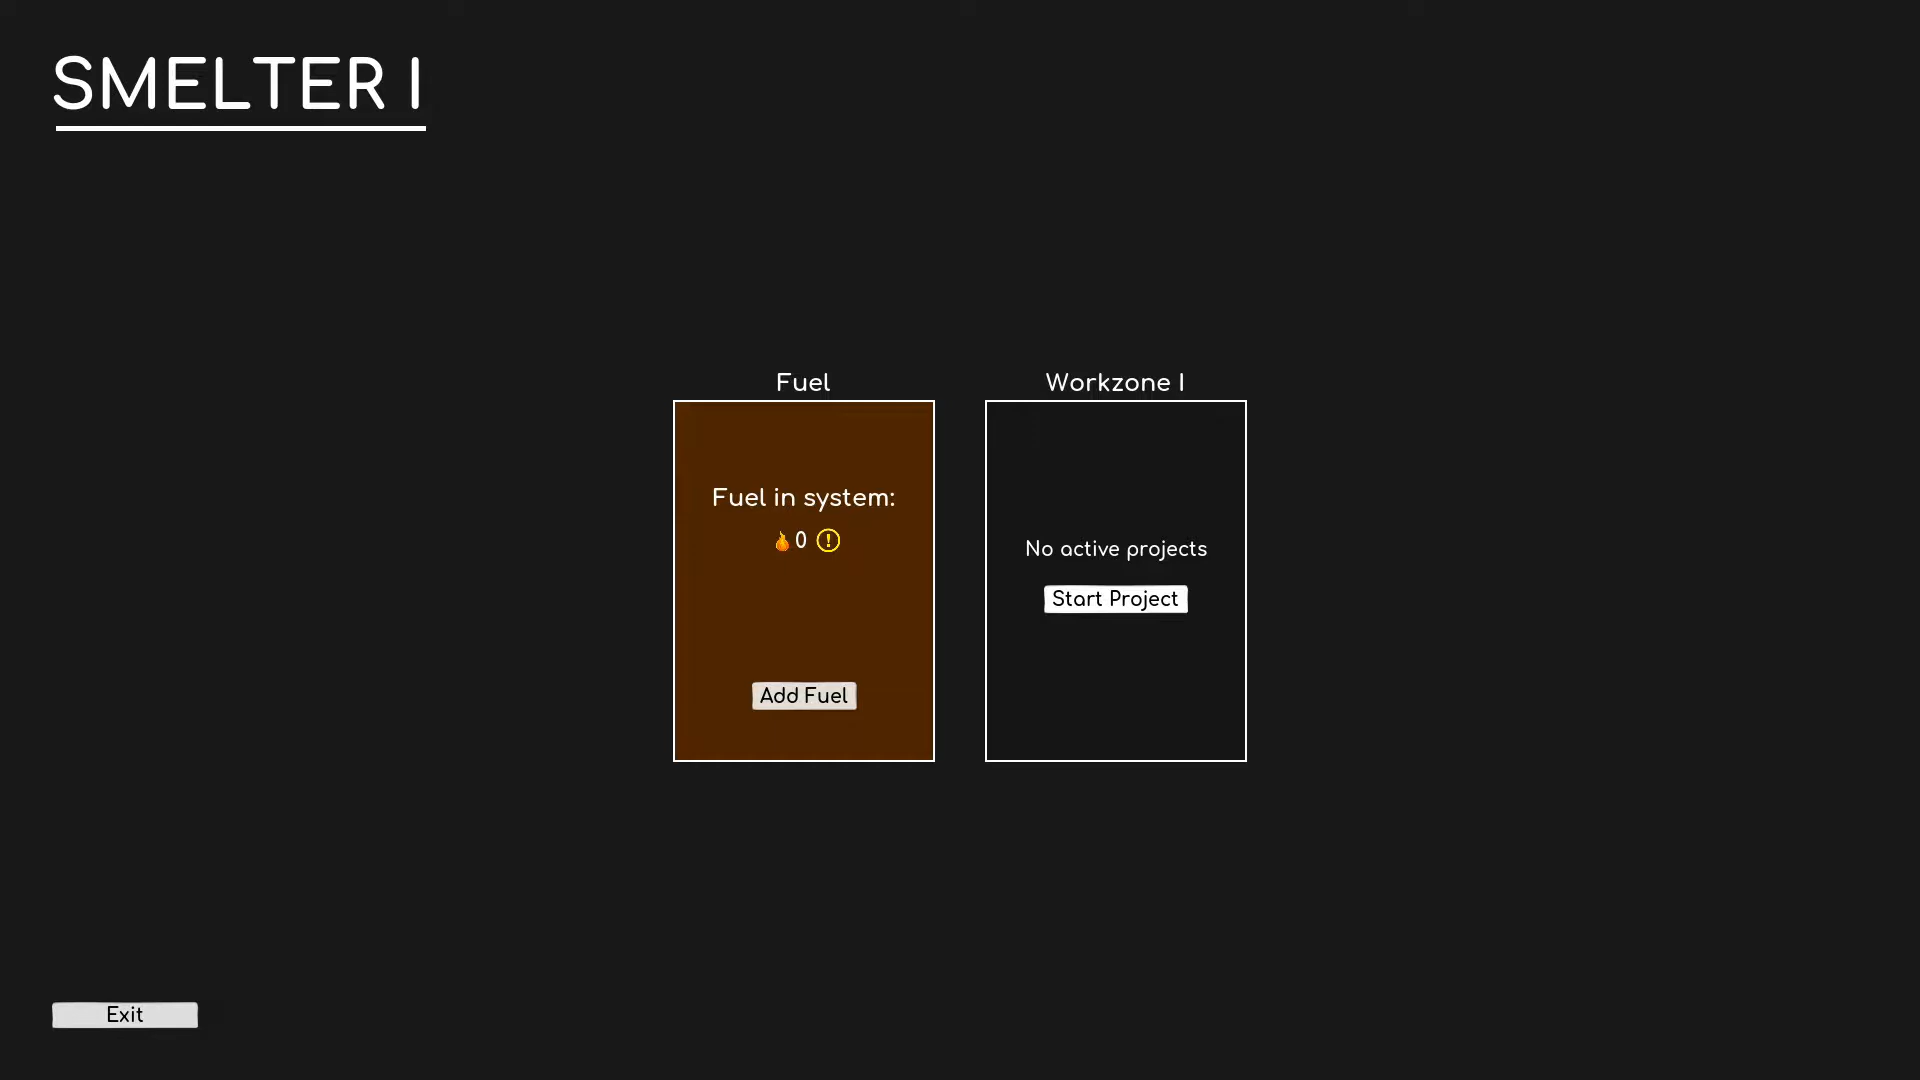 SMELTER I
Fuel
Workzone I
Fuel in system:
0 !
No active projects
Start Project
Add Fuel
Exit